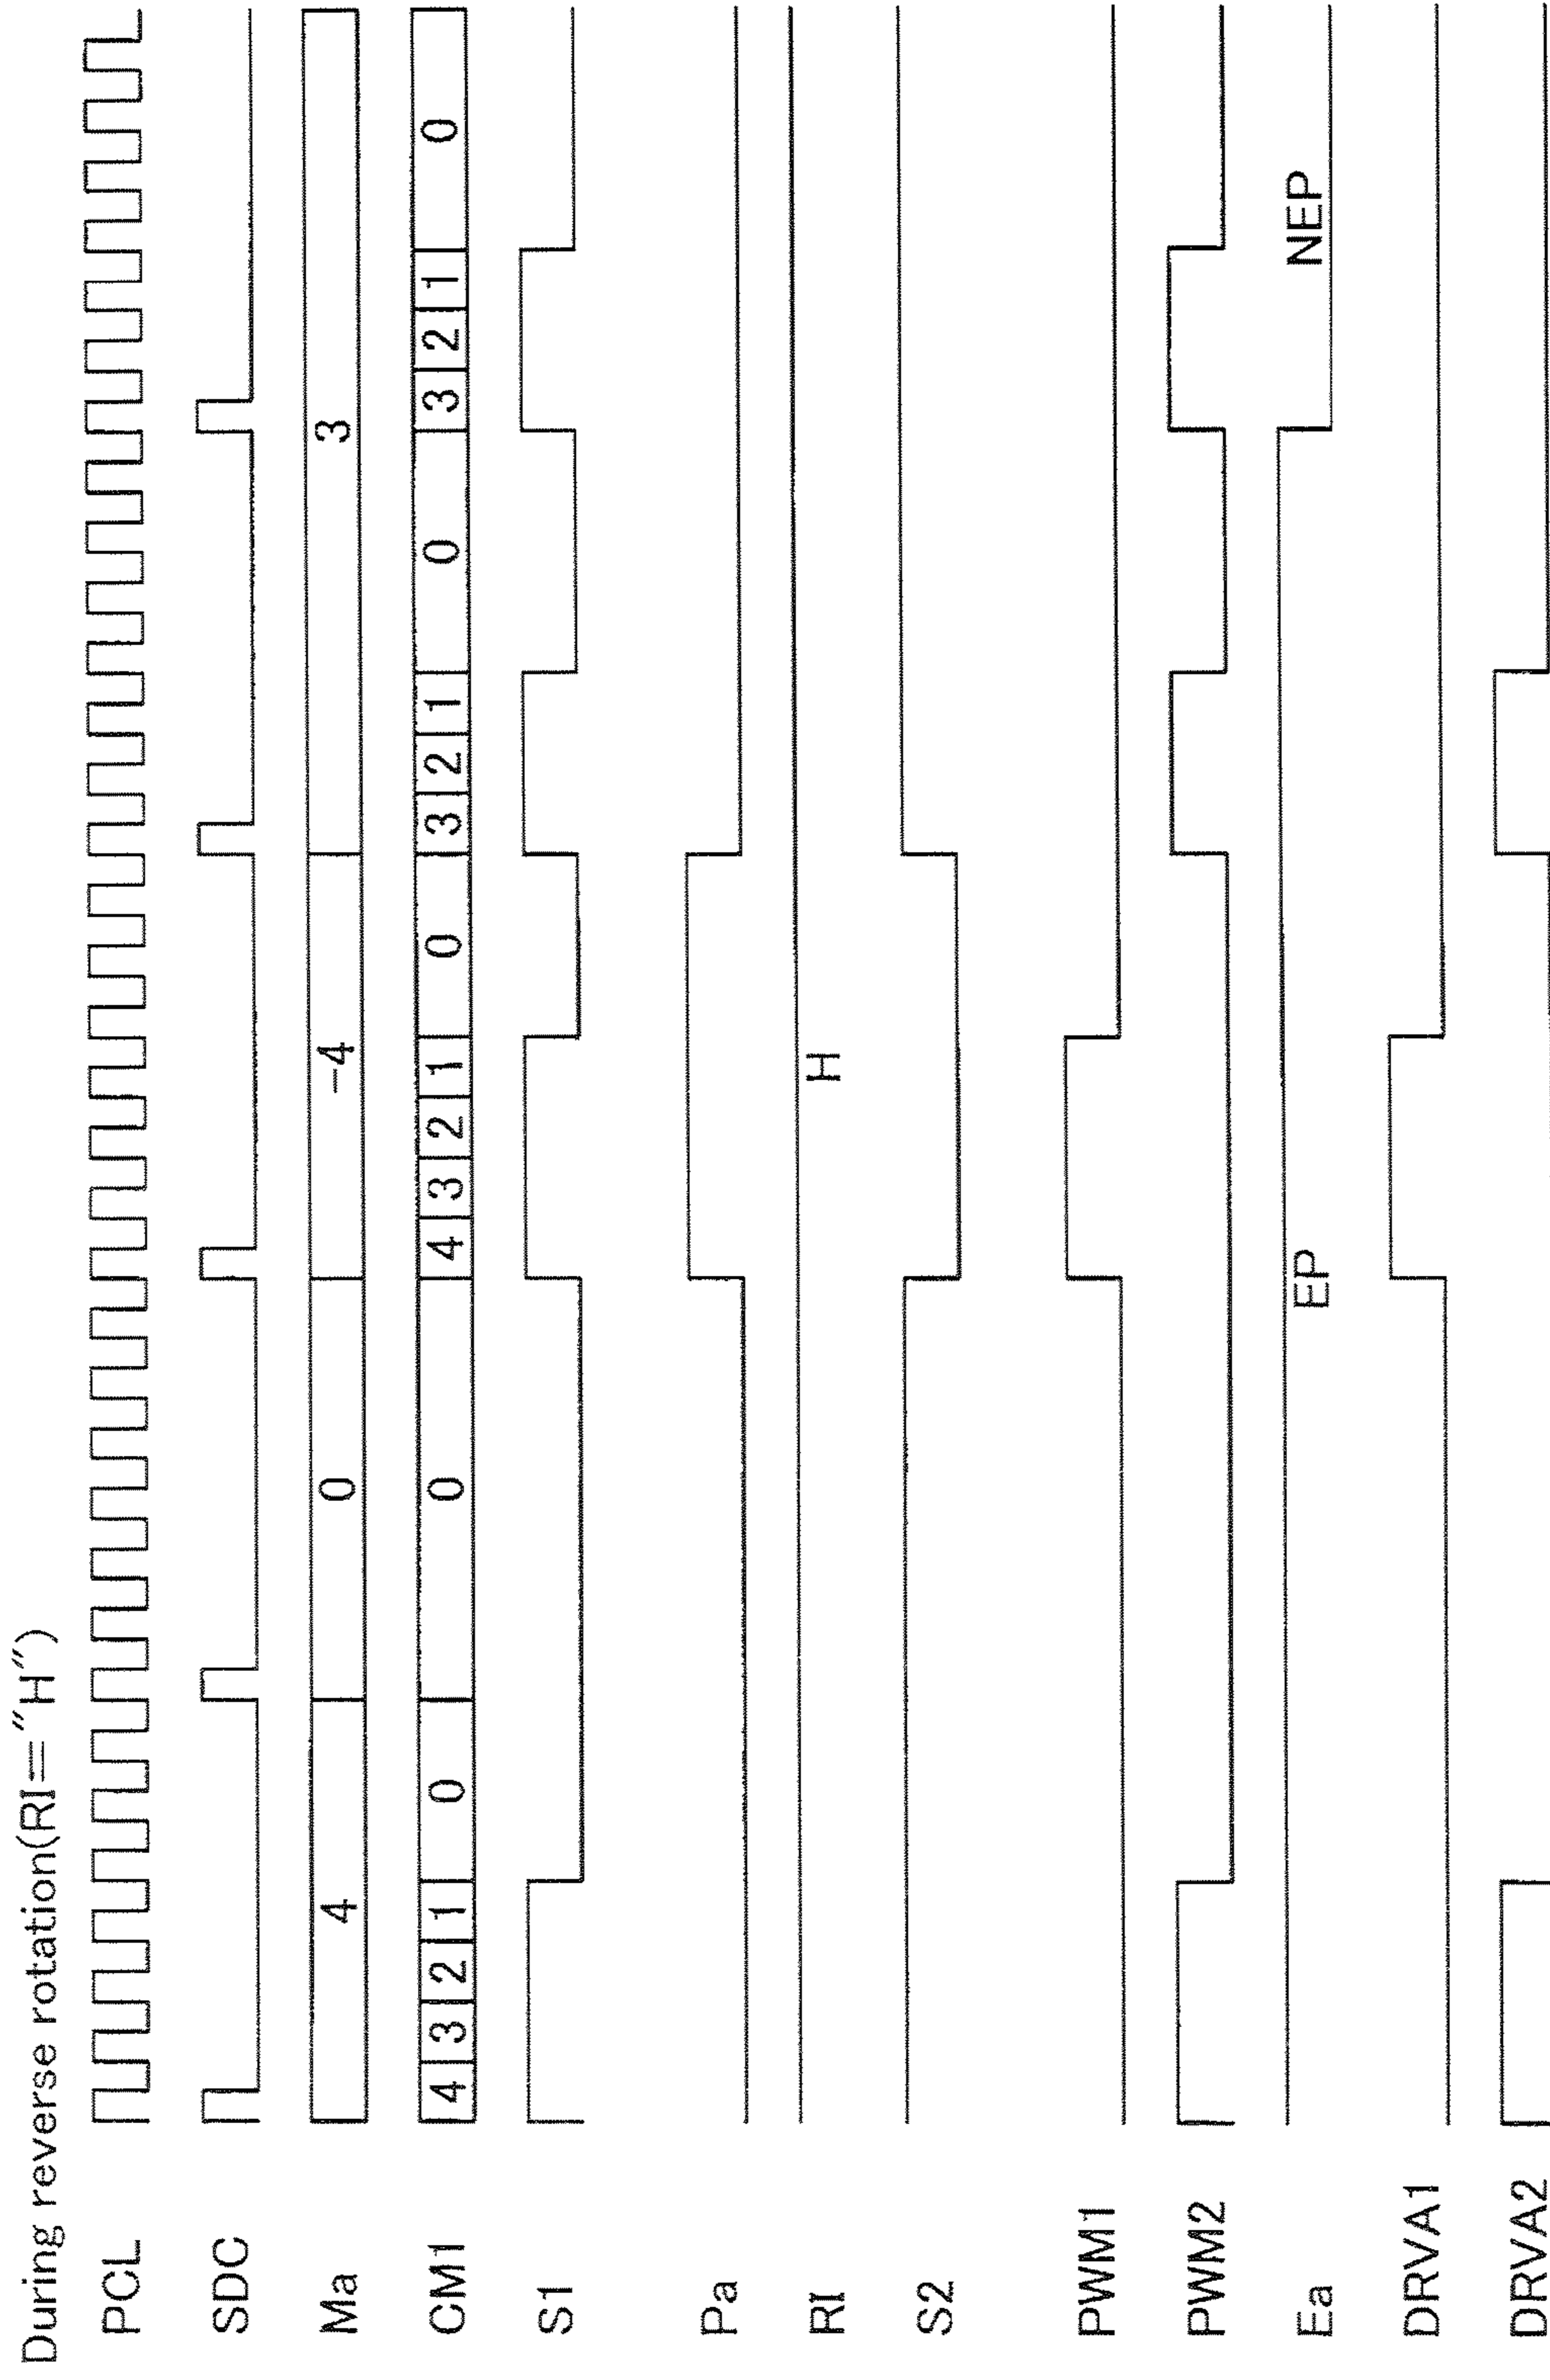 During reverse rotation(RI="H")
PCL
SDC
Ma 4 0 -4 3
CM1 4 3 2 1 0 0 4 3 2 1 0 3 2 1 0 3 2 1 0
S1
Pa
RI H
S2
PWM1
PWM2
Ea EP NEP
DRVA1
DRVA2